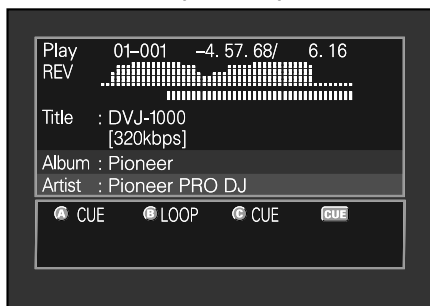 Play 01–001 –4. 57. 68/ 6. 16
REV
Title : DVJ-1000
[320kbps]
Album : Pioneer
Artist : Pioneer PRO DJ
A CUE B LOOP C CUE CUE